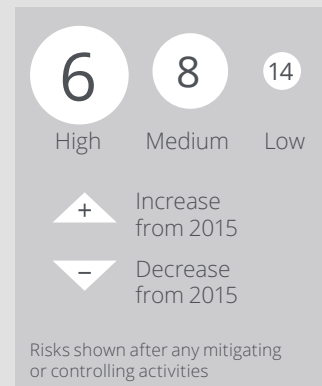 6 8 14
High Medium Low
+ Increase
from 2015
− Decrease
from 2015
Risks shown after any mitigating
or controlling activities